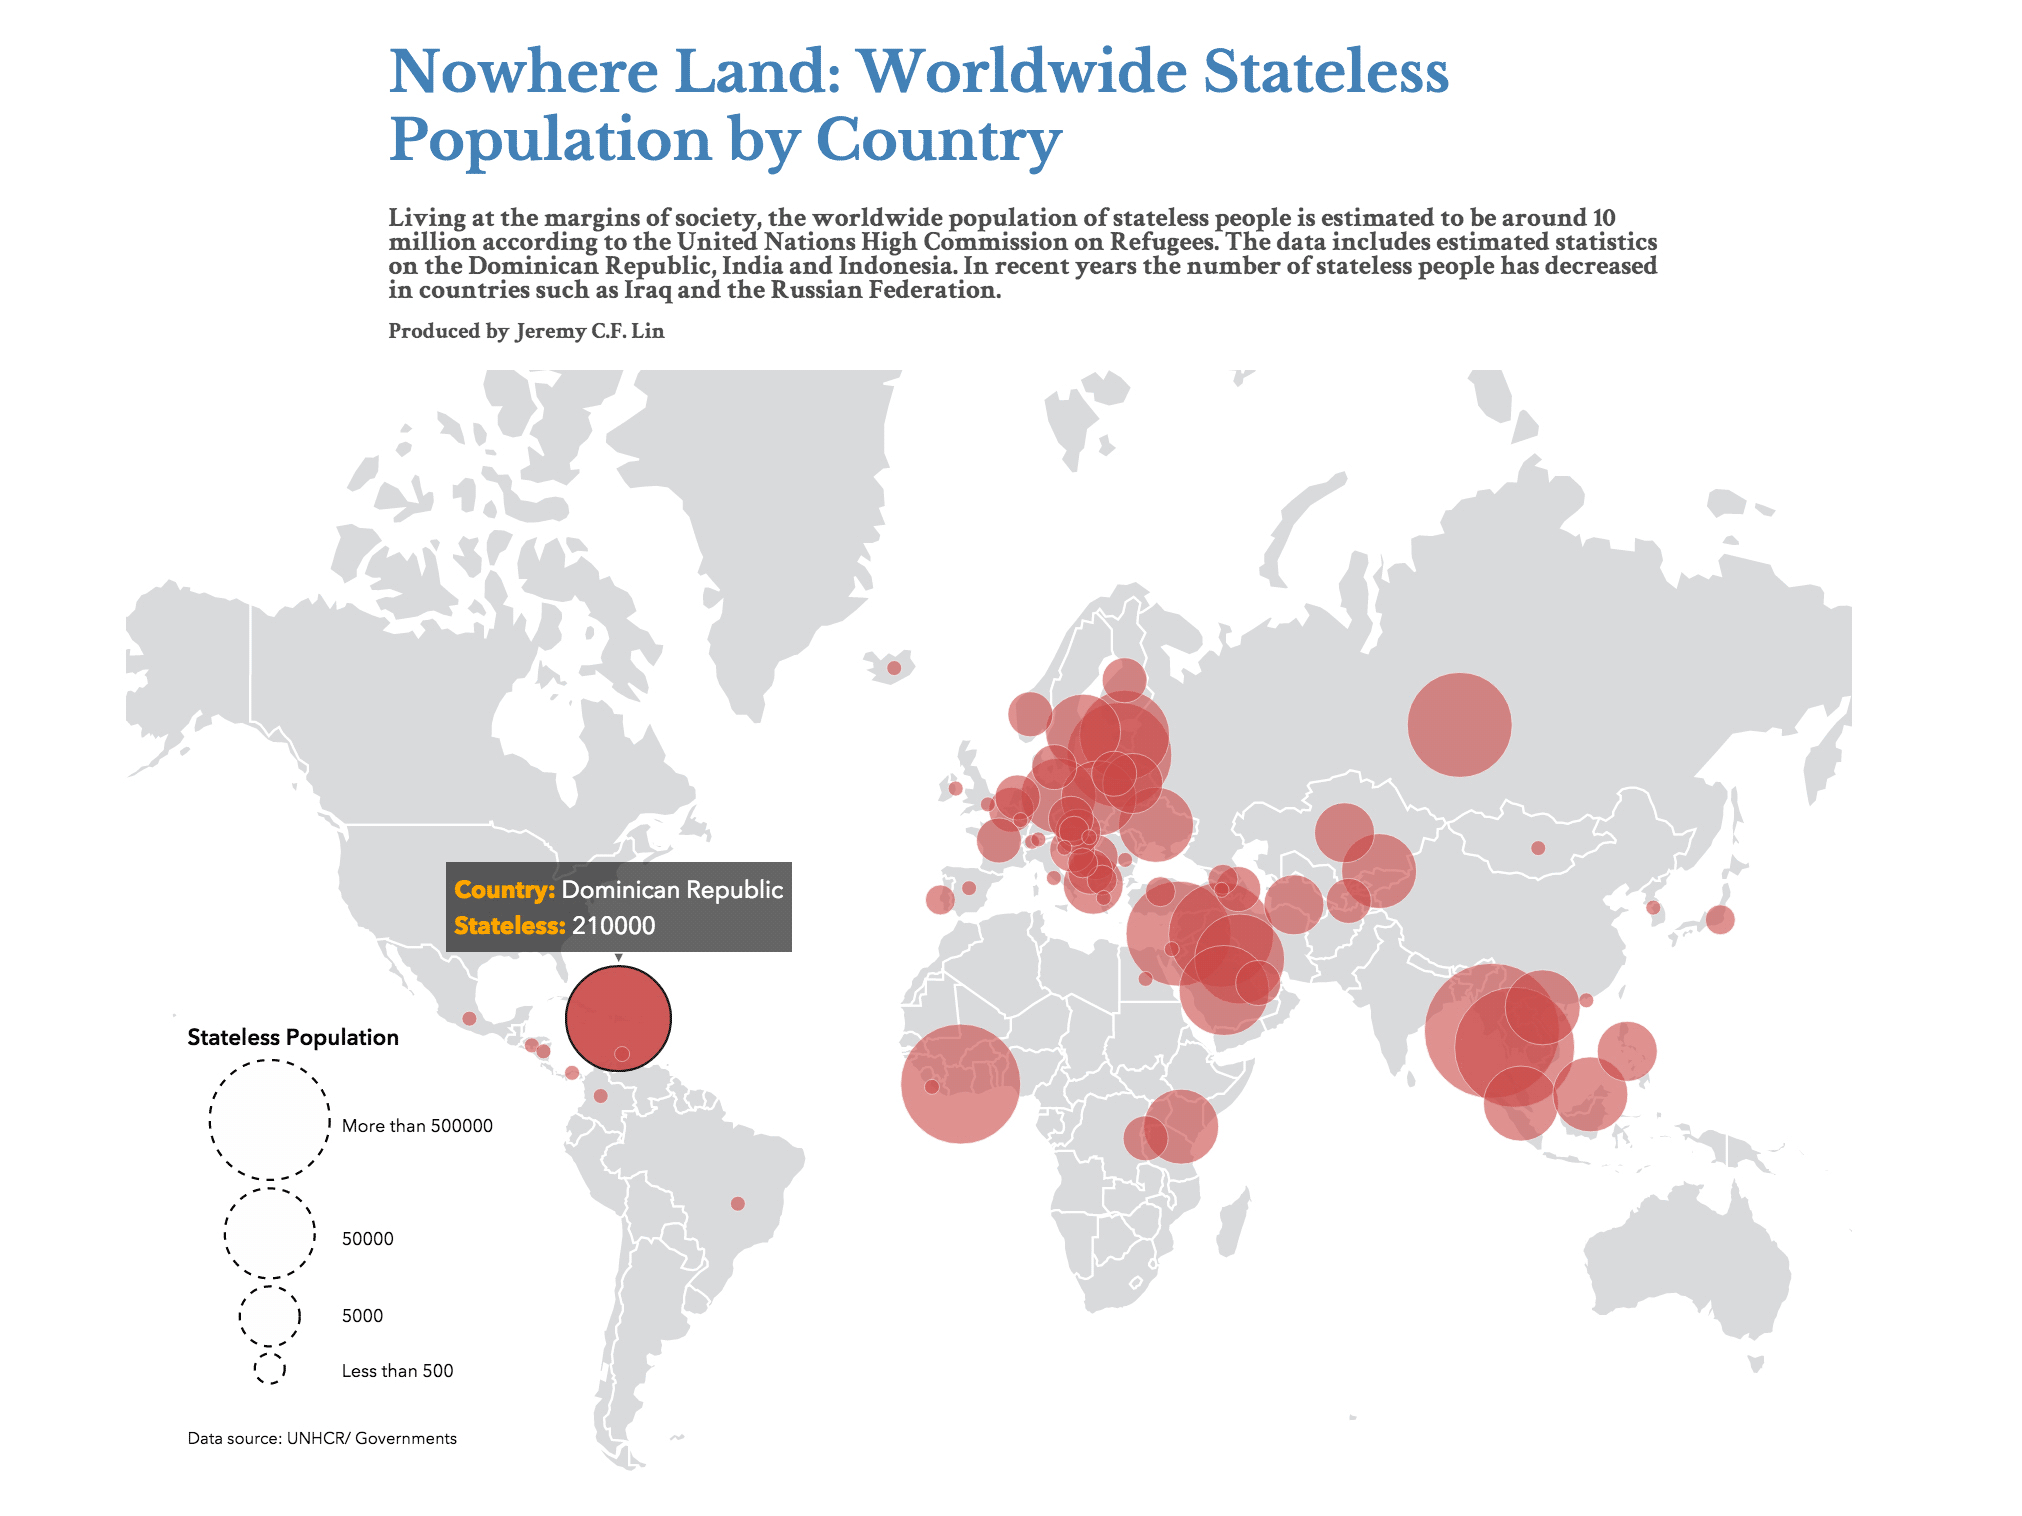 Nowhere Land: Worldwide Stateless
Population by Country
Living at the margins of society, the worldwide population of stateless people is estimated to be around 10
million according to the United Nations High Commission on Refugees. The data includes estimated statistics
on the Dominican Republic, India and Indonesia. In recent years the number of stateless people has decreased
in countries such as Iraq and the Russian Federation.
Produced by Jeremy C.F. Lin
Country: Dominican Republic
Stateless: 210000
Stateless Population
More than 500000
50000
5000
Less than 500
Data source: UNHCR/ Governments